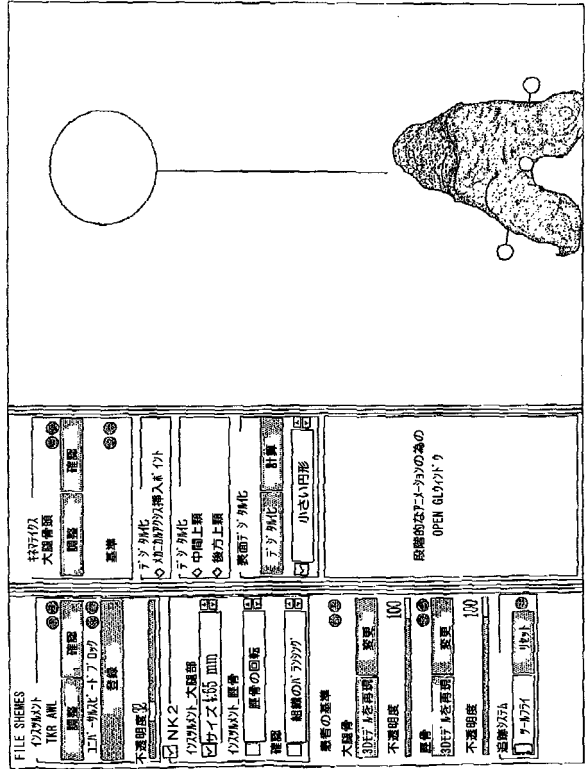 FILE SHEMES
インスツルメント
TKR AWL
調整 確認
ユニバーサルスピードブロック
登録
不透明度
NK2
インスツルメント 大腿部
サイズ4:65 mm
インスツルメント 脛骨
脛骨の回転
確認
組織のバランシング
患者の基準
大腿骨
3Dモデルを再現 変更
不透明度 100
脛骨
3Dモデルを再現 変更
不透明度 100
追跡システム
ツールフライ リセット
キネマティクス
大腿骨頭
調整 確認
基準
デジタル化
メカニカルアクシス挿入ポイント
デジタル化
中間上顆
後方上顆
表面デジタル化
デジタル化 計算
小さい円形
段階的なアニメーションの為の
OPEN GLウィンドウ